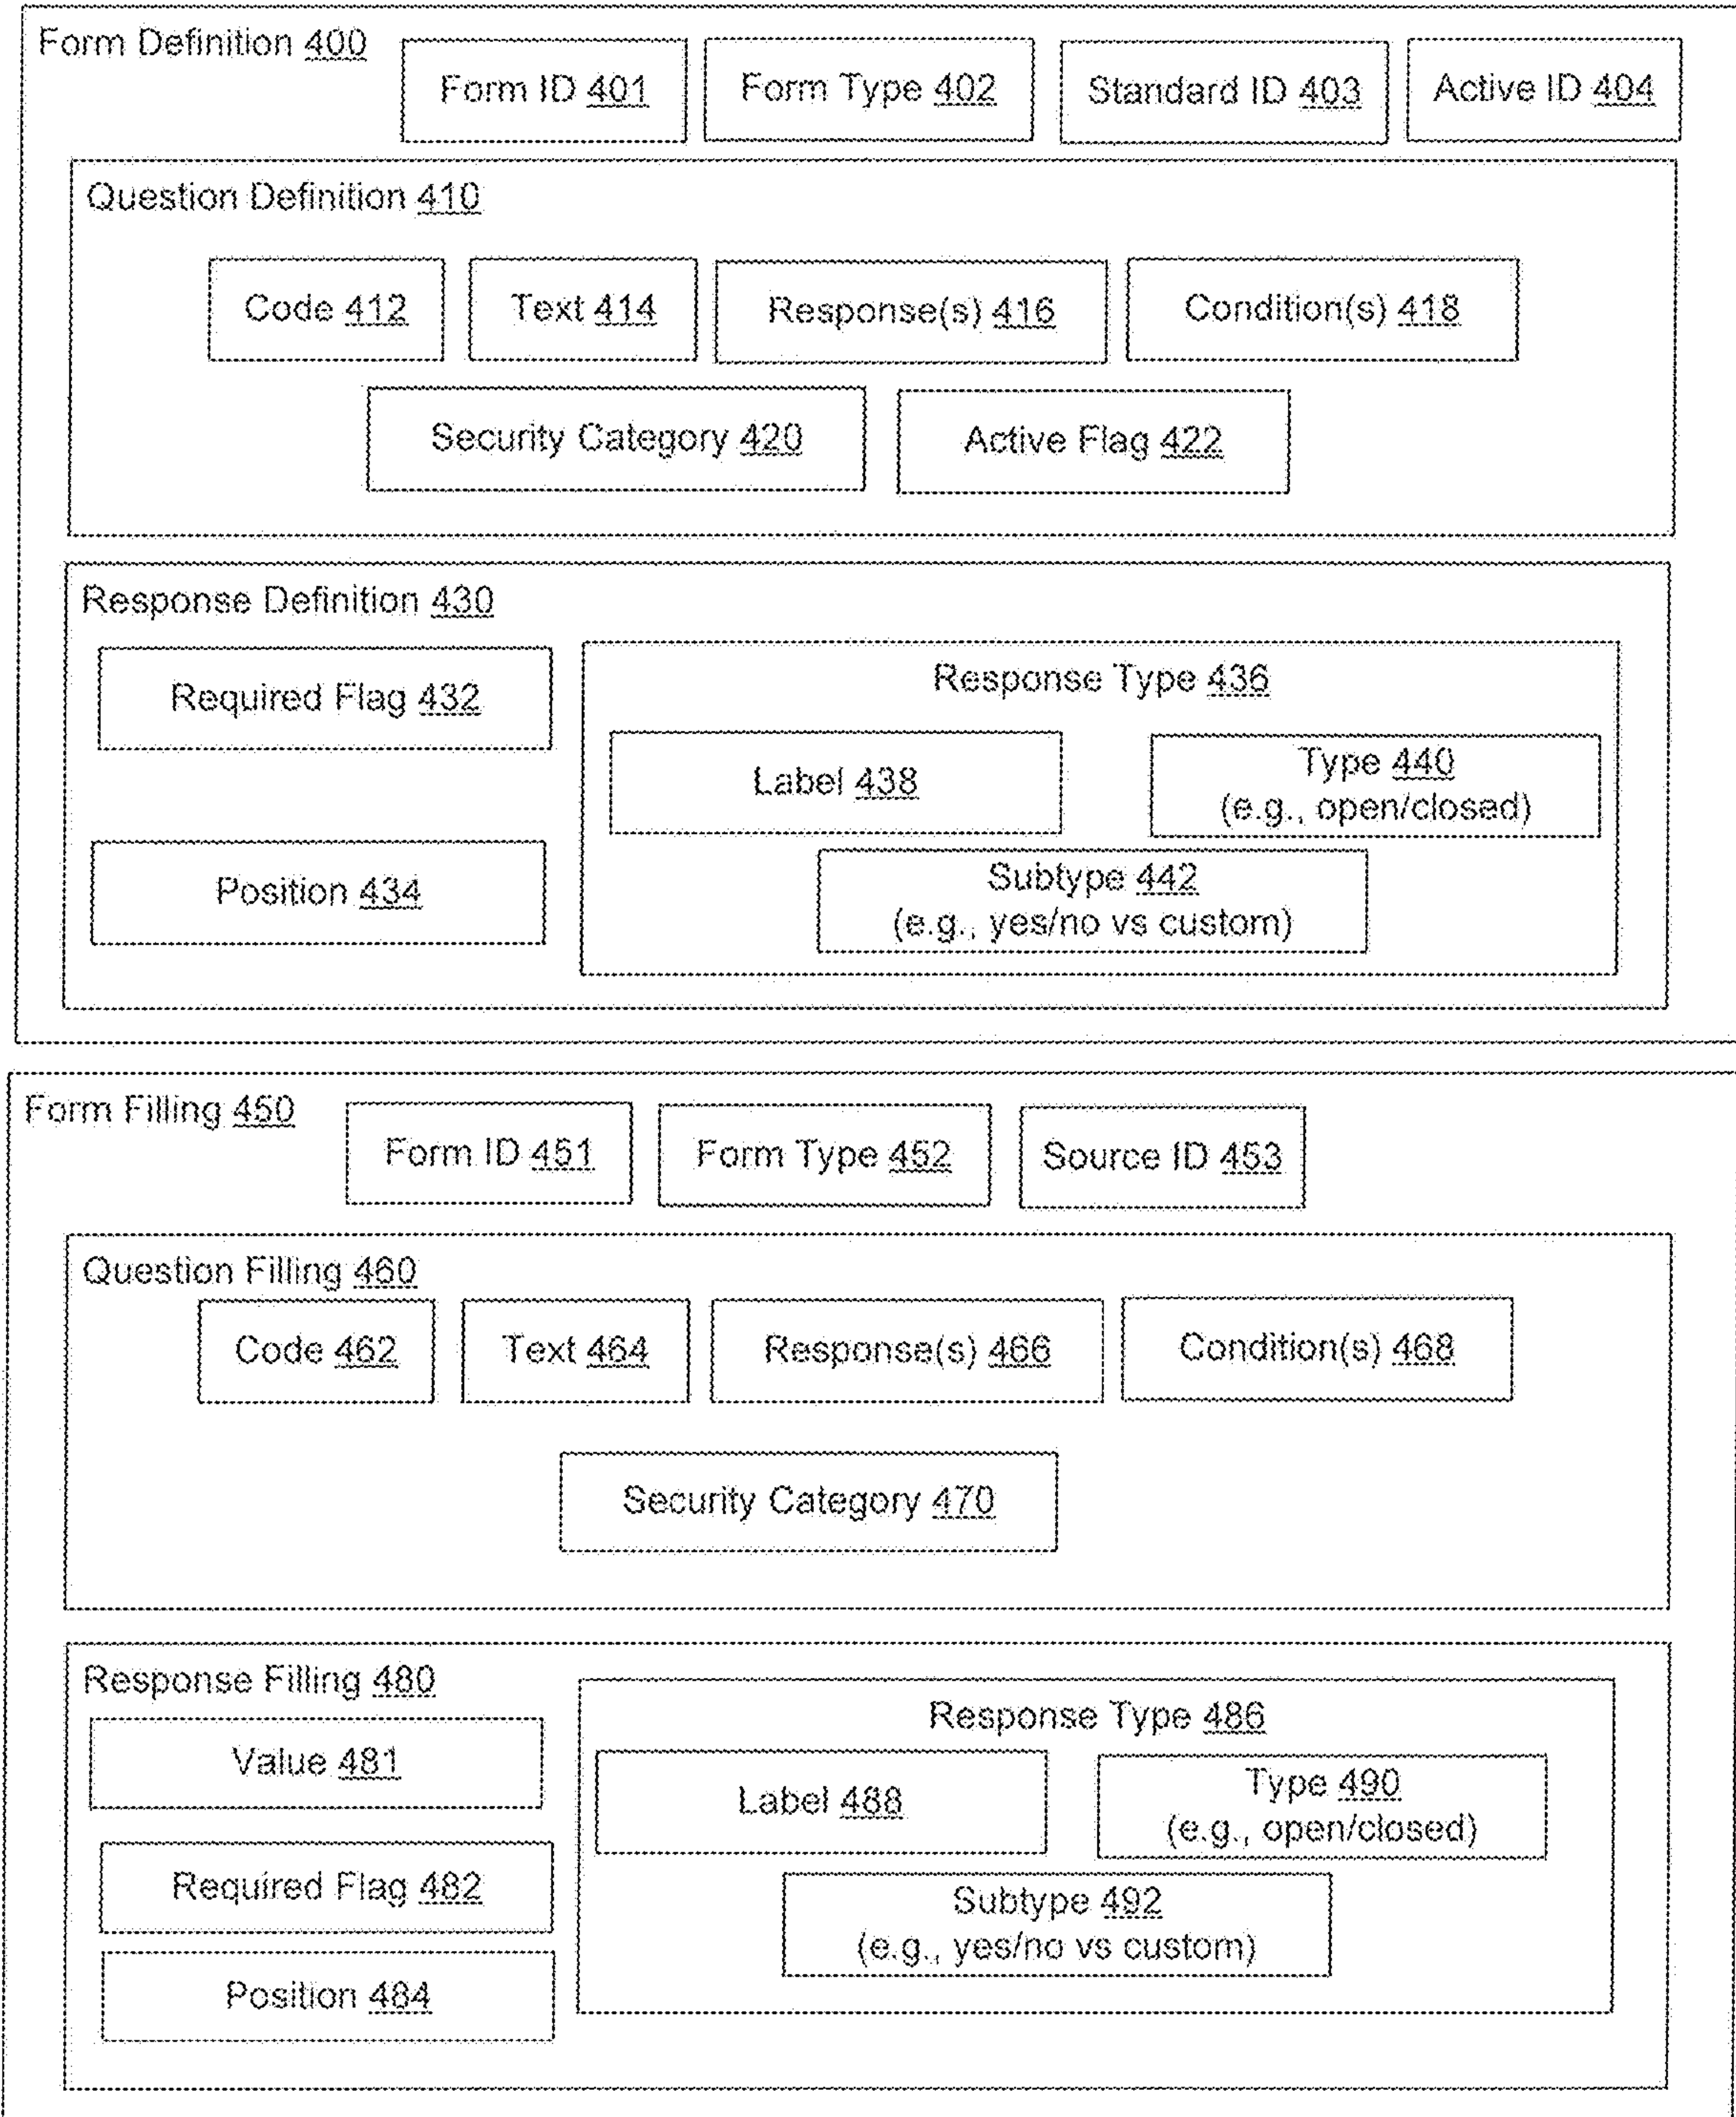 Form Definition 400
Form ID 401
Form Type 402
Standard ID 403
Active ID 404
Question Definition 410
Code 412
Text 414
Response(s) 416
Condition(s) 418
Security Category 420
Active Flag 422
Response Definition 430
Required Flag 432
Position 434
Response Type 436
Label 438
Type 440
(e.g., open/closed)
Subtype 442
(e.g., yes/no vs custom)
Form Filling 450
Form ID 451
Form Type 452
Source ID 453
Question Filling 460
Code 462
Text 464
Response(s) 466
Condition(s) 468
Security Category 470
Response Filling 480
Value 481
Required Flag 482
Position 484
Response Type 486
Label 488
Type 490
(e.g., open/closed)
Subtype 492
(e.g., yes/no vs custom)